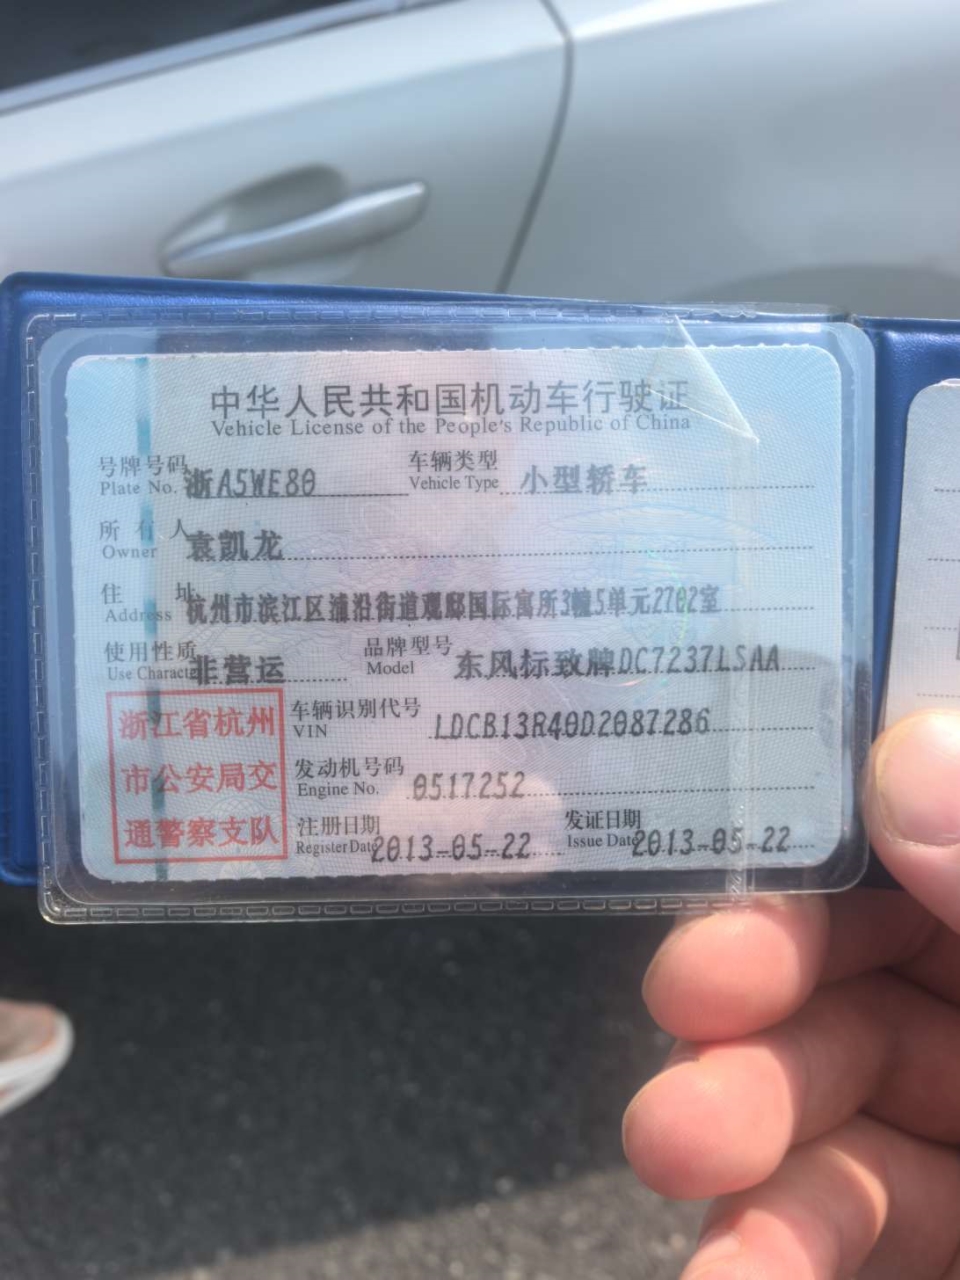 中华人民共和国机动车行驶证
Vehicle License of the People's Republic of China
号牌号码 浙A5WE80 车辆类型 小型轿车
Plate No. Vehicle Type
所有人 袁凯龙
Owner
住址 杭州市滨江区浦沿街道观邸国际寓所3幢5单元2702室
Address
使用性质 非营运 品牌型号 东风标致牌DC7237LSAA
Use Character Model
浙江省杭州市公安局交通警察支队
车辆识别代号 LDCB13R40D2087286
VIN
发动机号码 0517252
Engine No.
注册日期 2013-05-22 发证日期 2013-05-22
Register Date Issue Date